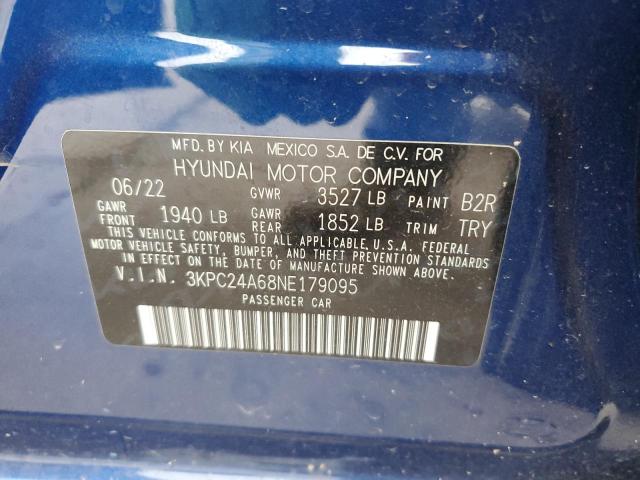 MFD. BY KIA MEXICO S.A. DE C.V. FOR
HYUNDAI MOTOR COMPANY
06/22 GVWR 3527 LB PAINT B2R
GAWR FRONT 1940 LB GAWR REAR 1852 LB TRIM TRY
THIS VEHICLE CONFORMS TO ALL APPLICABLE U.S.A. FEDERAL
MOTOR VEHICLE SAFETY, BUMPER, AND THEFT PREVENTION STANDARDS
IN EFFECT ON THE DATE OF MANUFACTURE SHOWN ABOVE.
V.I.N. 3KPC24A68NE179095
PASSENGER CAR